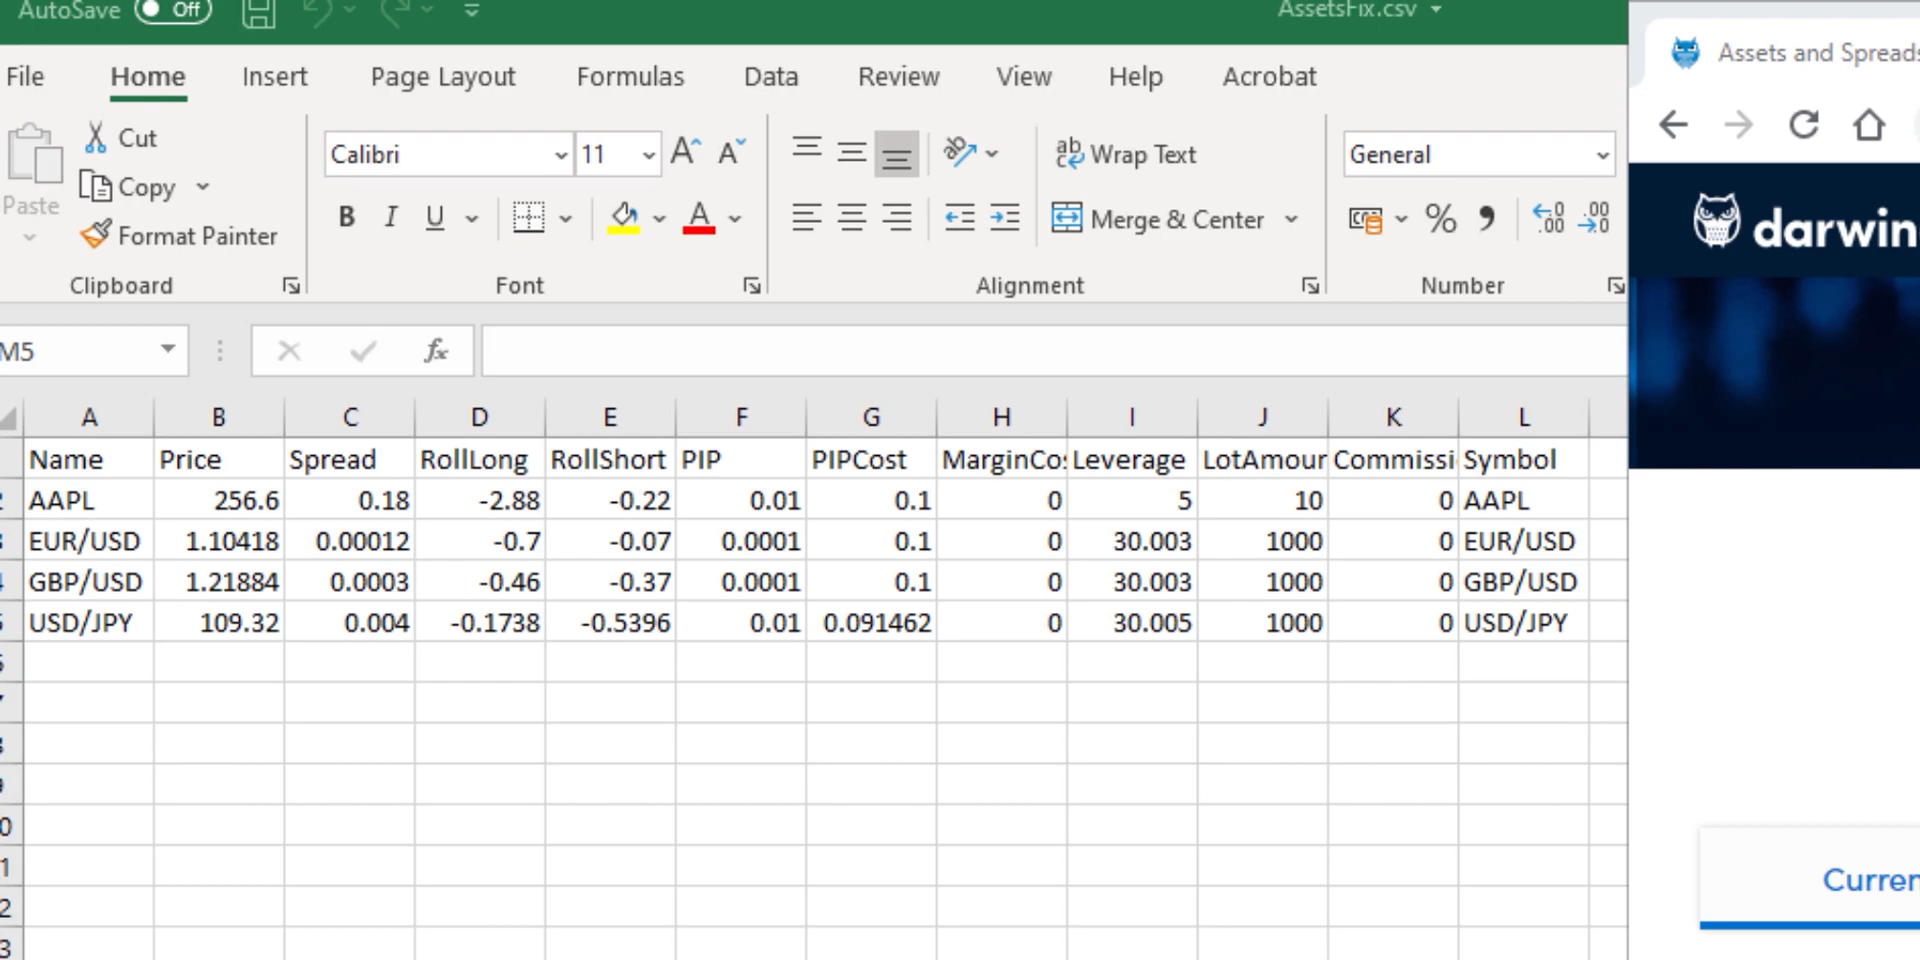 AutoSave Off AssetsFix.csv
File Home Insert Page Layout Formulas Data Review View Help Acrobat
Cut
Copy
Paste
Format Painter
Clipboard
Calibri 11
B I U
Font
Wrap Text
Merge & Center
Alignment
General
Number
M5 fx
A B C D E F G H I J K L
Name Price Spread RollLong RollShort PIP PIPCost MarginCos Leverage LotAmour Commissi Symbol
AAPL 256.6 0.18 -2.88 -0.22 0.01 0.1 0 5 10 0 AAPL
EUR/USD 1.10418 0.00012 -0.7 -0.07 0.0001 0.1 0 30.003 1000 0 EUR/USD
GBP/USD 1.21884 0.0003 -0.46 -0.37 0.0001 0.1 0 30.003 1000 0 GBP/USD
USD/JPY 109.32 0.004 -0.1738 -0.5396 0.01 0.091462 0 30.005 1000 0 USD/JPY
Assets and Spreads
darwin
Curren